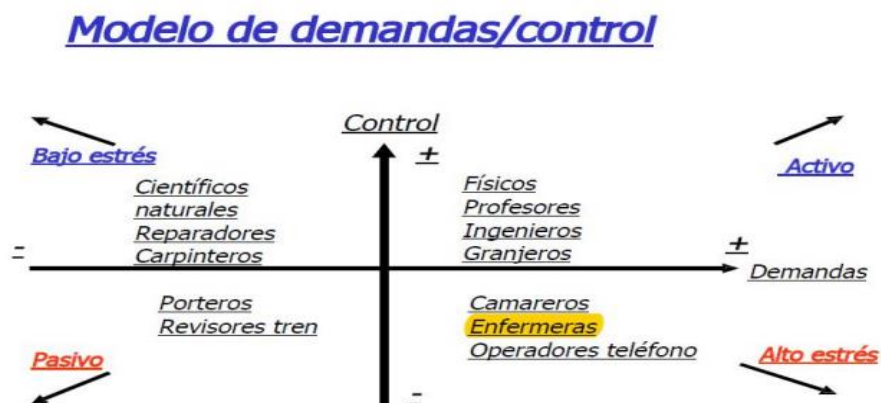 Modelo de demandas/control
Control
+
Bajo estrés
Activo
Científicos
naturales
Reparadores
Carpinteros
Físicos
Profesores
Ingenieros
Granjeros
-
+
Demandas
Porteros
Revisores tren
Camareros
Enfermeras
Operadores teléfono
Pasivo
Alto estrés
-